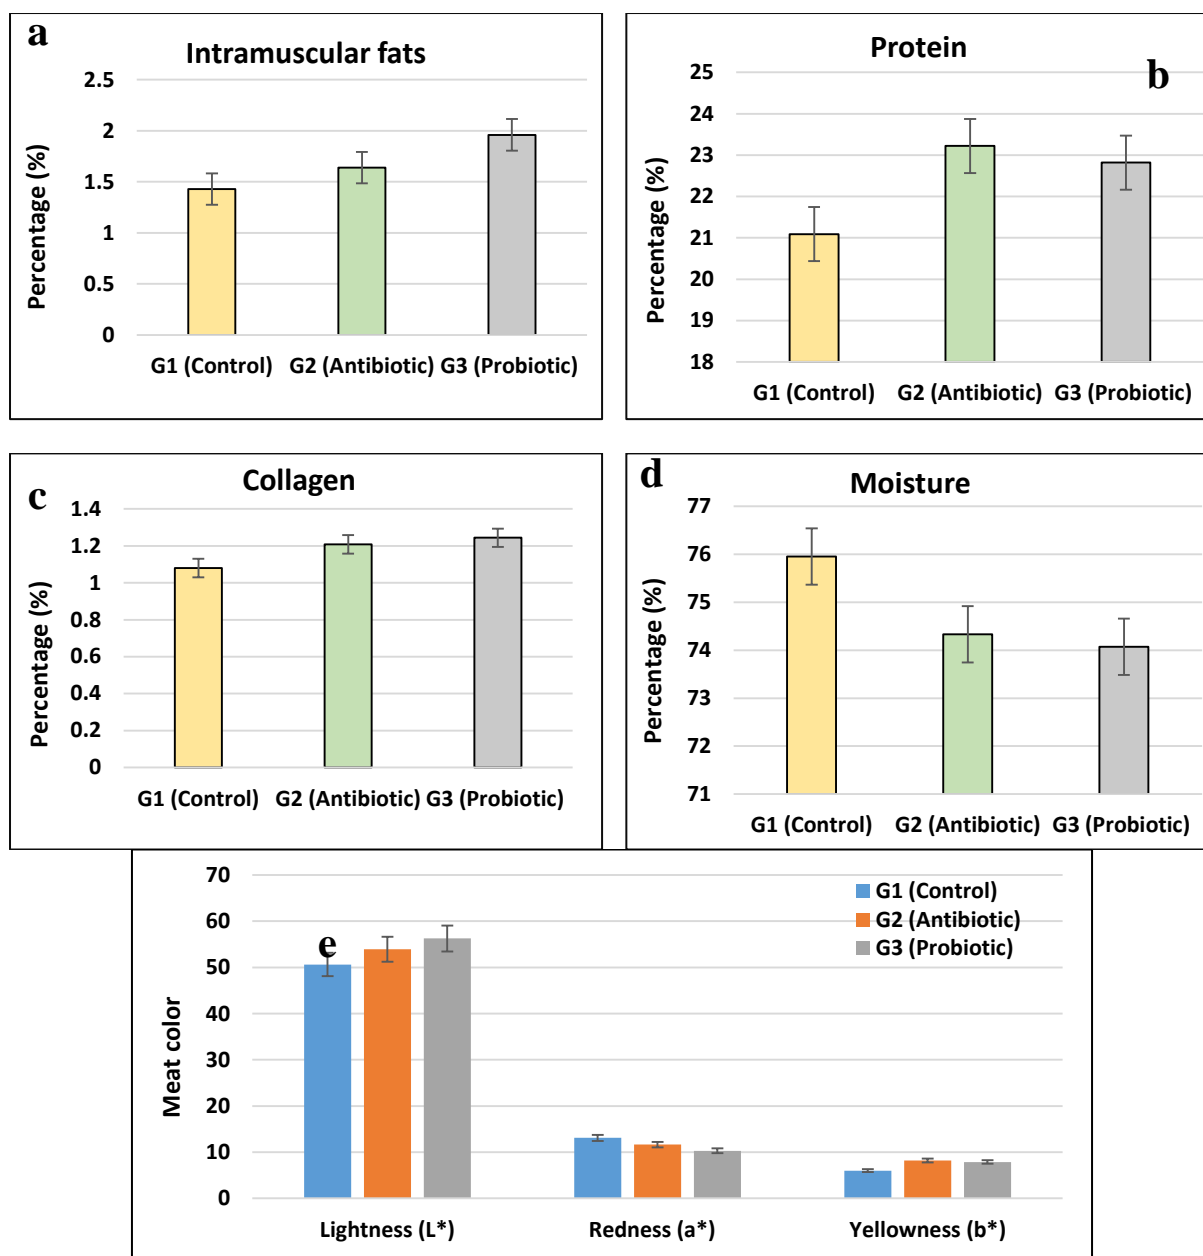 a
Intramuscular fats
Percentage (%)
2.5
2
1.5
1
0.5
0
G1 (Control) G2 (Antibiotic) G3 (Probiotic)
Protein
b
Percentage (%)
25
24
23
22
21
20
19
18
G1 (Control) G2 (Antibiotic) G3 (Probiotic)
c
Collagen
Percentage (%)
1.4
1.2
1
0.8
0.6
0.4
0.2
0
G1 (Control) G2 (Antibiotic) G3 (Probiotic)
d
Moisture
Percentage (%)
77
76
75
74
73
72
71
G1 (Control) G2 (Antibiotic) G3 (Probiotic)
e
Meat color
70
60
50
40
30
20
10
0
G1 (Control)
G2 (Antibiotic)
G3 (Probiotic)
Lightness (L*) Redness (a*) Yellowness (b*)